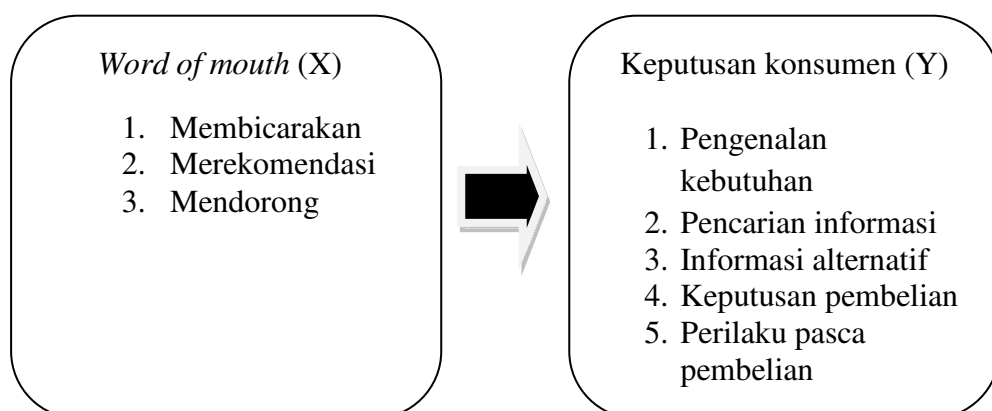 Word of mouth (X)
1. Membicarakan
2. Merekomendasi
3. Mendorong
Keputusan konsumen (Y)
1. Pengenalan
kebutuhan
2. Pencarian informasi
3. Informasi alternatif
4. Keputusan pembelian
5. Perilaku pasca
pembelian